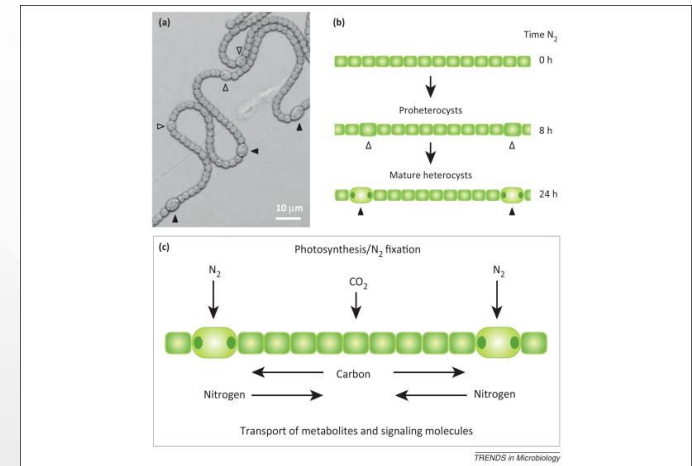 (a)
10 μm
(b)
Time N₂
0 h
Proheterocysts
8 h
Mature heterocysts
24 h
(c)
Photosynthesis/N₂ fixation
N₂
CO₂
N₂
Carbon
Nitrogen
Nitrogen
Transport of metabolites and signaling molecules
TRENDS in Microbiology